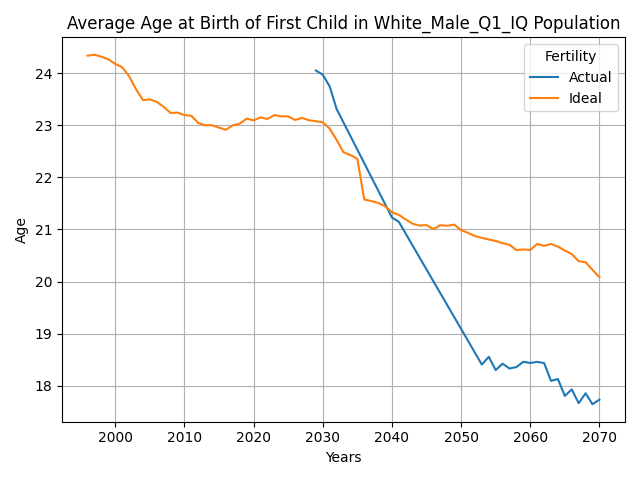 Average Age at Birth of First Child in White_Male_Q1_IQ Population
Fertility
Actual
Ideal
Age
24
23
22
21
20
19
18
2000
2010
2020
2030
2040
2050
2060
2070
Years